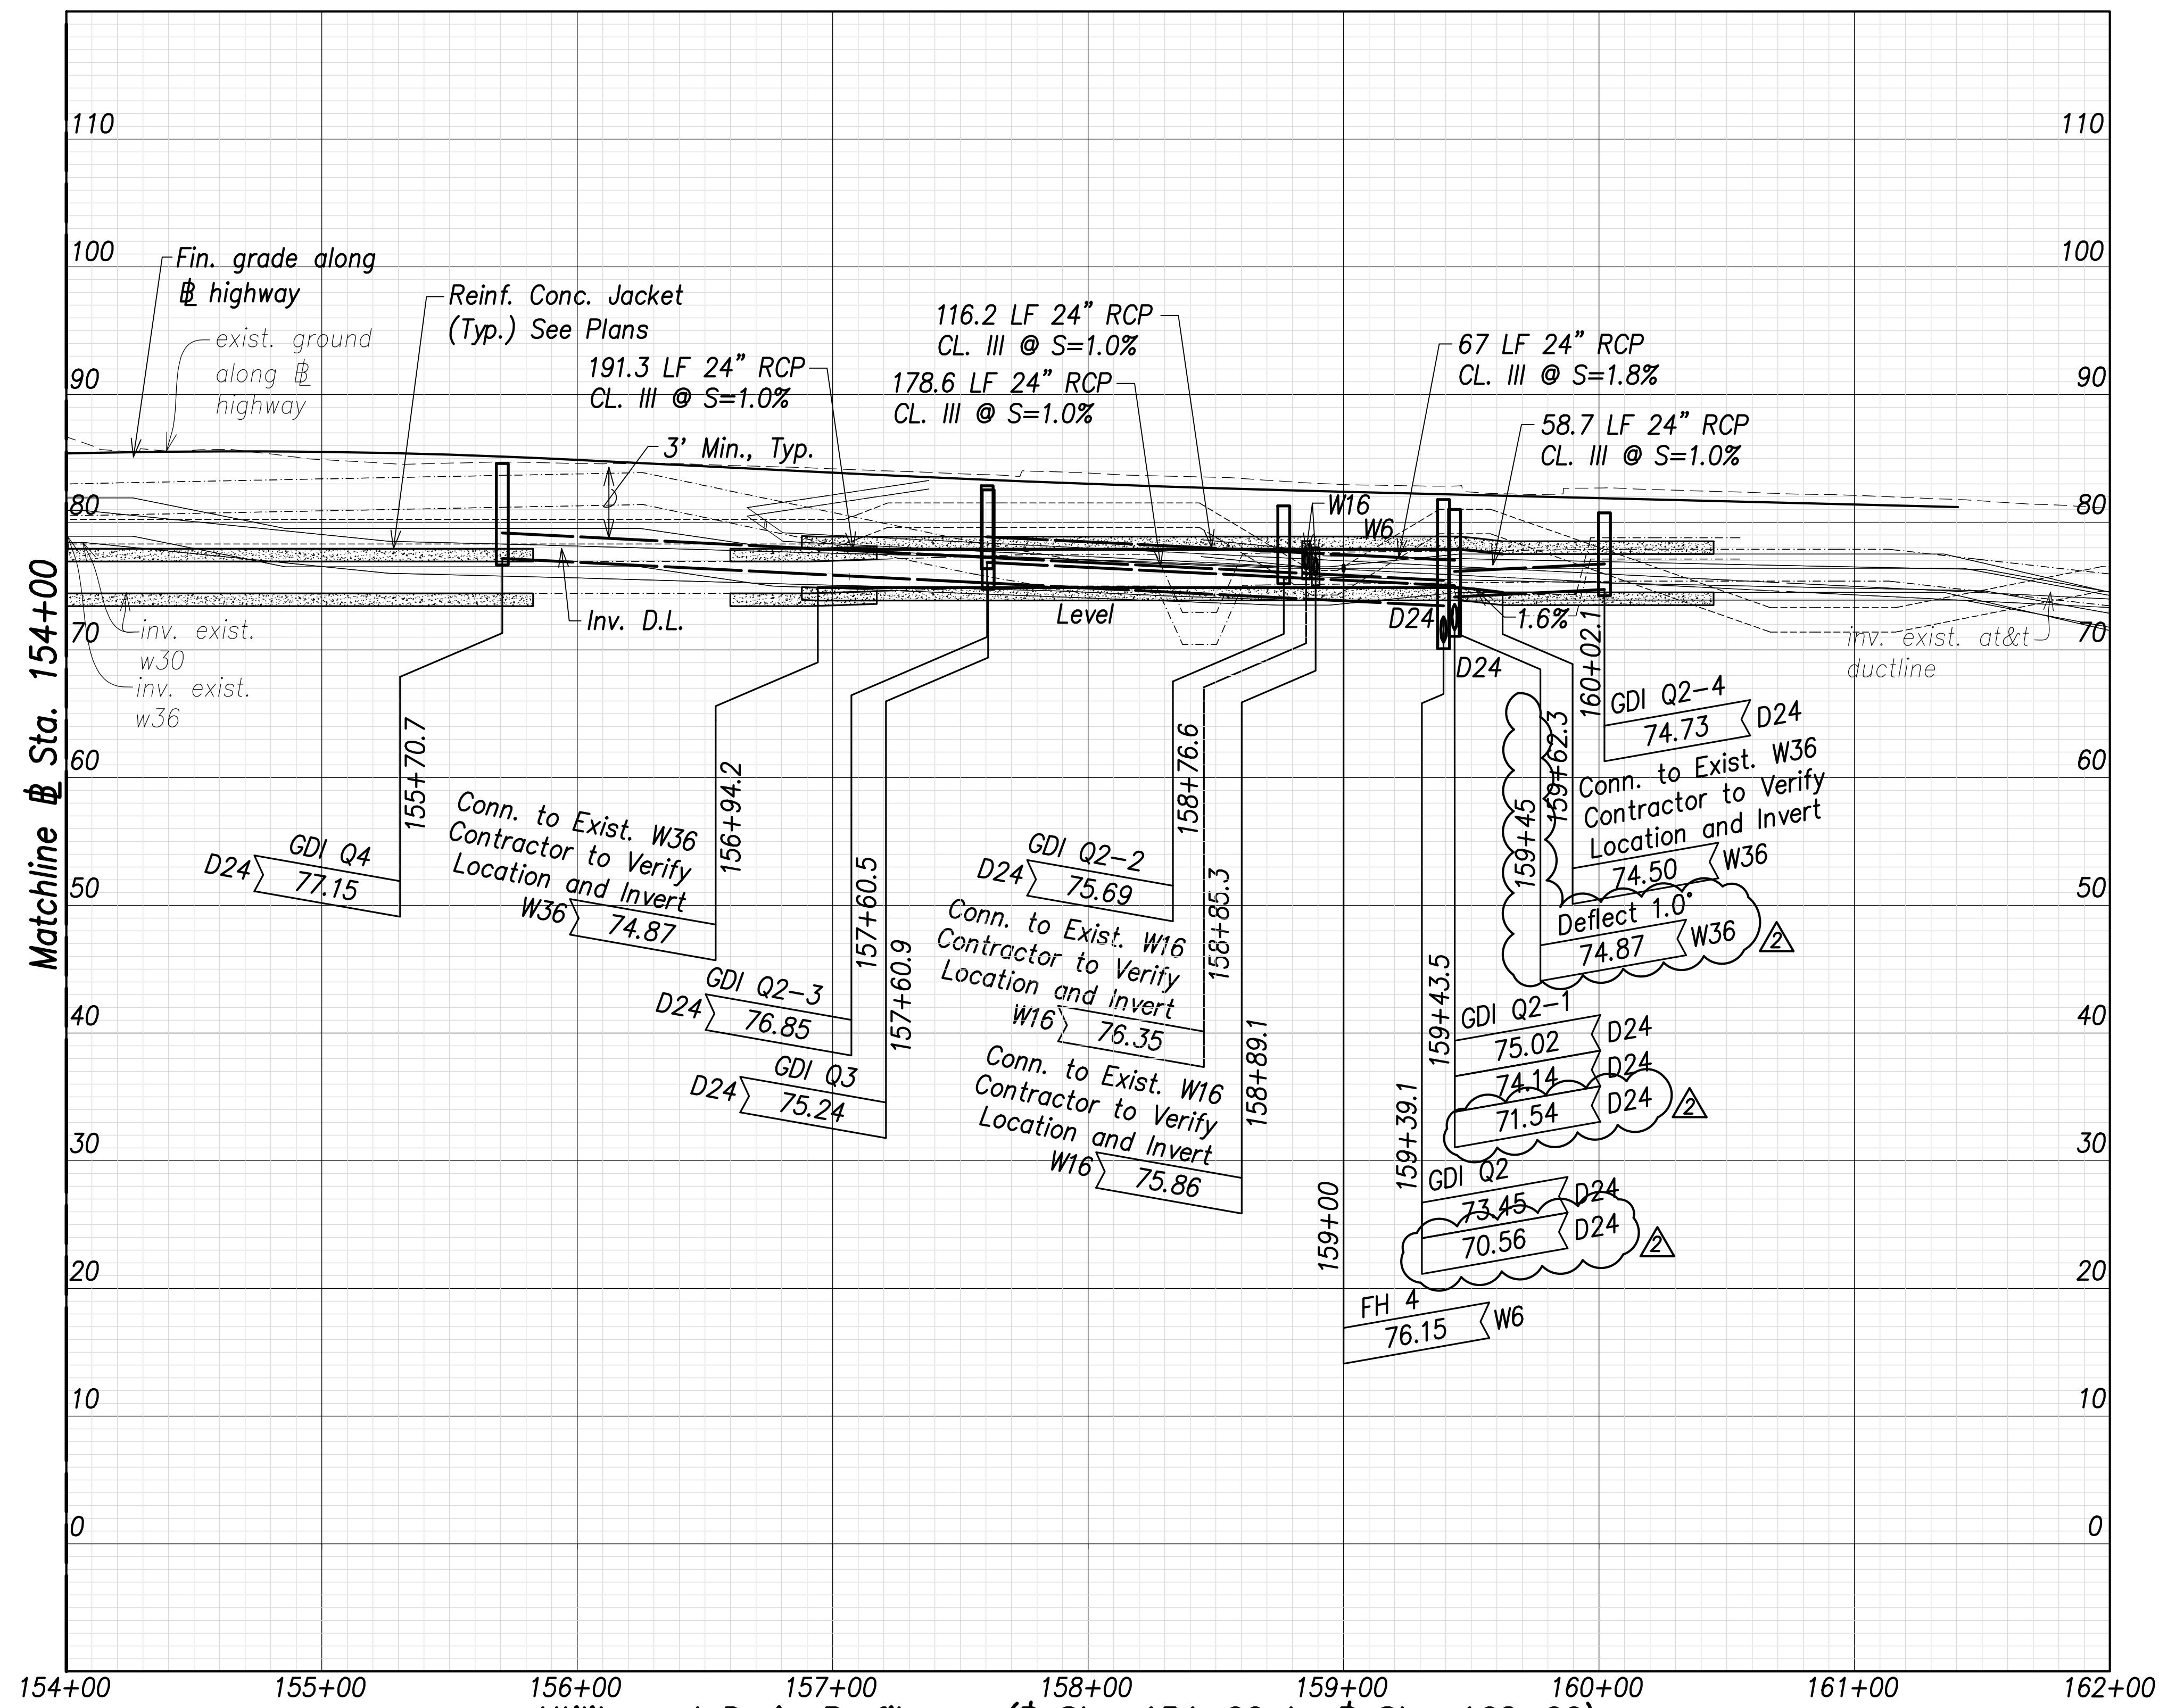 110
110
100
100
90
90
80
80
70
70
60
60
50
50
40
40
30
30
20
20
10
10
0
0
Matchline BL Sta. 154+00
Fin. grade along
BL highway
exist. ground
along BL
highway
Reinf. Conc. Jacket
(Typ.) See Plans
191.3 LF 24" RCP
CL. III @ S=1.0%
3' Min., Typ.
116.2 LF 24" RCP
CL. III @ S=1.0%
178.6 LF 24" RCP
CL. III @ S=1.0%
67 LF 24" RCP
CL. III @ S=1.8%
58.7 LF 24" RCP
CL. III @ S=1.0%
W16
W6
inv. exist.
w30
inv. exist.
w36
Inv. D.L.
Level
D24
D24
1.6%
inv. exist. at&t
ductline
155+70.7
GDI Q4
D24 77.15
156+94.2
Conn. to Exist. W36
Contractor to Verify
Location and Invert
W36 74.87
157+60.5
GDI Q2-3
D24 76.85
157+60.9
GDI Q3
D24 75.24
158+76.6
GDI Q2-2
D24 75.69
158+85.3
Conn. to Exist. W16
Contractor to Verify
Location and Invert
W16 76.35
158+89.1
Conn. to Exist. W16
Contractor to Verify
Location and Invert
W16 75.86
159+00
FH 4
76.15 W6
159+39.1
GDI Q2
73.45 D24
70.56 D24
2
159+43.5
GDI Q2-1
75.02 D24
74.14 D24
71.54 D24
2
159+45
Deflect 1.0°
74.87 W36
2
159+62.3
Conn. to Exist. W36
Contractor to Verify
Location and Invert
74.50 W36
160+02.1
GDI Q2-4
74.73 D24
154+00
155+00
156+00
157+00
158+00
159+00
160+00
161+00
162+00